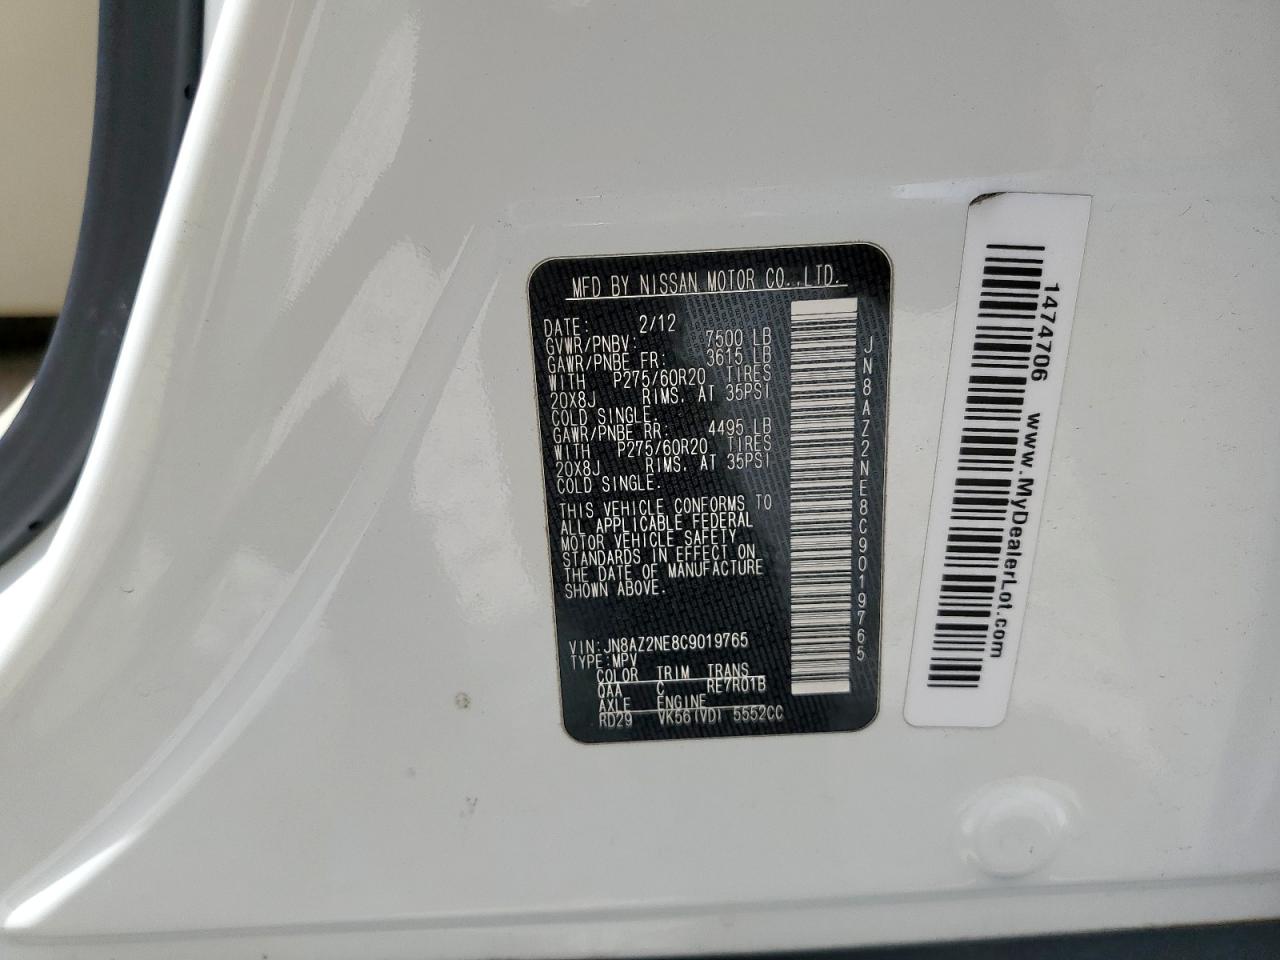 MFD BY NISSAN MOTOR CO.,LTD.
DATE: 2/12
GVWR/PNBV: 7500 LB
GAWR/PNBE FR: 3615 LB
WITH P275/60R20 TIRES
20X8J RIMS. AT 35PSI
COLD SINGLE.
GAWR/PNBE RR: 4495 LB
WITH P275/60R20 TIRES
20X8J RIMS. AT 35PSI
COLD SINGLE.
THIS VEHICLE CONFORMS TO
ALL APPLICABLE FEDERAL
MOTOR VEHICLE SAFETY
STANDARDS IN EFFECT ON
THE DATE OF MANUFACTURE
SHOWN ABOVE.
VIN:JN8AZ2NE8C9019765
TYPE:MPV
COLOR TRIM TRANS
QAA C RE7R01B
AXLE ENGINE
RD29 VK56(VD) 5552CC
JN8AZ2NE8C9019765
1474706 www.MyDealerLot.com